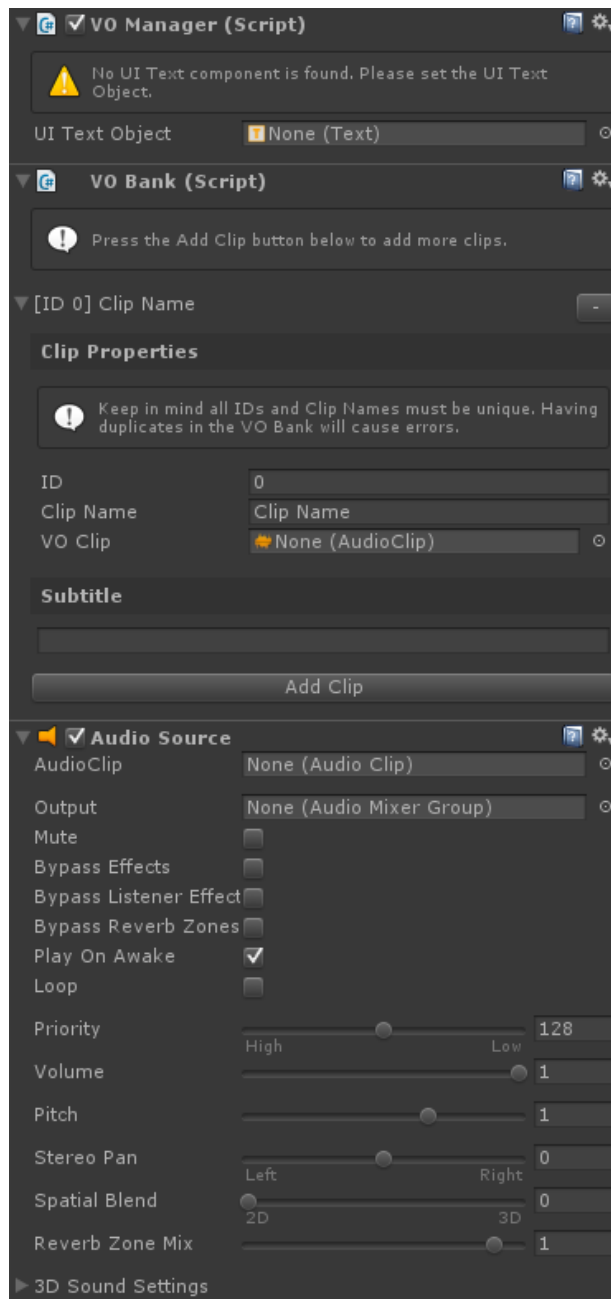 VO Manager (Script)
No UI Text component is found. Please set the UI Text
Object.
UI Text Object None (Text)
VO Bank (Script)
Press the Add Clip button below to add more clips.
[ID 0] Clip Name -
Clip Properties
Keep in mind all IDs and Clip Names must be unique. Having
duplicates in the VO Bank will cause errors.
ID 0
Clip Name Clip Name
VO Clip None (AudioClip)
Subtitle
Add Clip
Audio Source
AudioClip None (Audio Clip)
Output None (Audio Mixer Group)
Mute
Bypass Effects
Bypass Listener Effect
Bypass Reverb Zones
Play On Awake
Loop
Priority 128
High Low
Volume 1
Pitch 1
Stereo Pan 0
Left Right
Spatial Blend 0
2D 3D
Reverb Zone Mix 1
3D Sound Settings